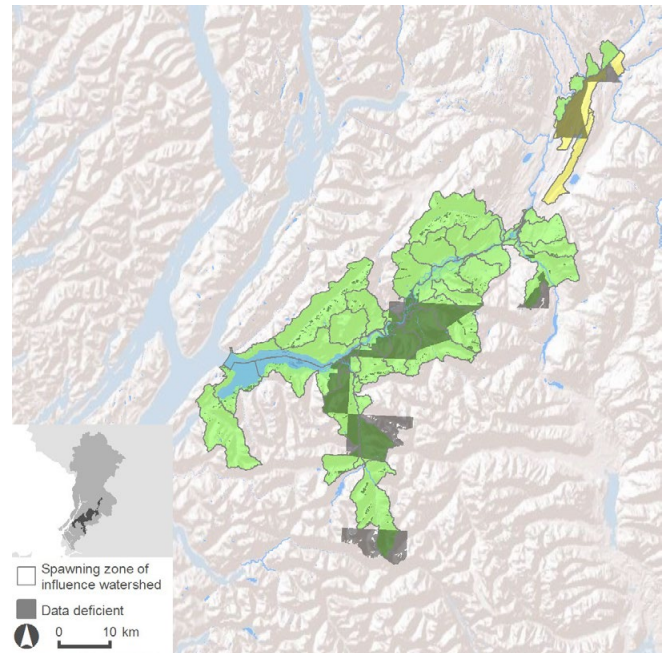 Spawning zone of
influence watershed
Data deficient
0 10 km